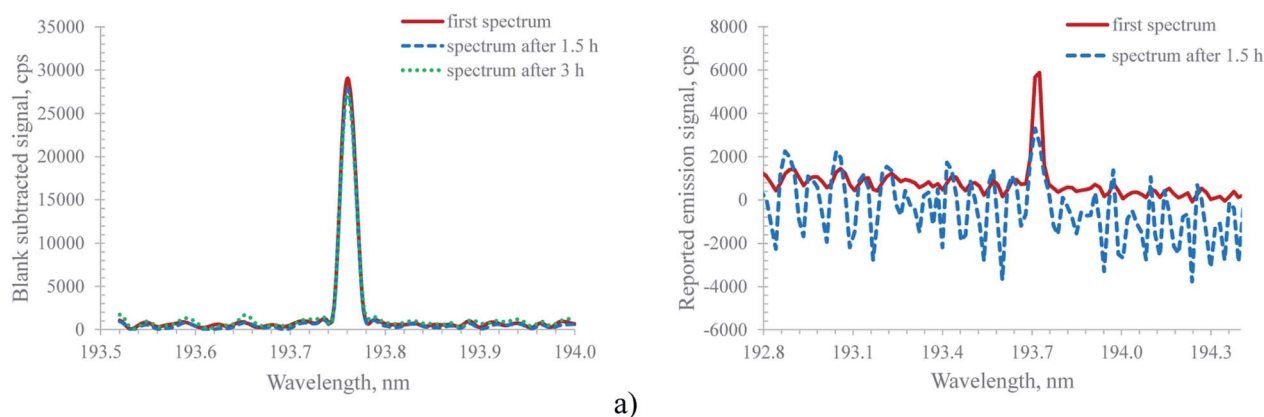 35000
30000
25000
20000
15000
10000
5000
0
Blank subtracted signal, cps
193.5 193.6 193.7 193.8 193.9 194.0
Wavelength, nm
first spectrum
spectrum after 1.5 h
spectrum after 3 h
8000
6000
4000
2000
0
-2000
-4000
-6000
Reported emission signal, cps
192.8 193.1 193.4 193.7 194.0 194.3
Wavelength, nm
first spectrum
spectrum after 1.5 h
a)